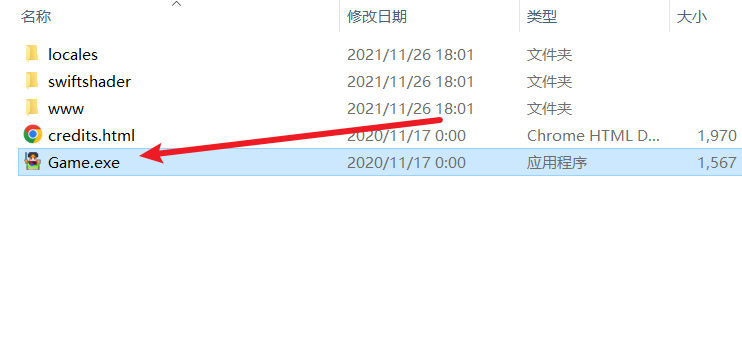 名称 修改日期 类型 大小
locales 2021/11/26 18:01 文件夹
swiftshader 2021/11/26 18:01 文件夹
www 2021/11/26 18:01 文件夹
credits.html 2020/11/17 0:00 Chrome HTML D... 1,970
Game.exe 2020/11/17 0:00 应用程序 1,567